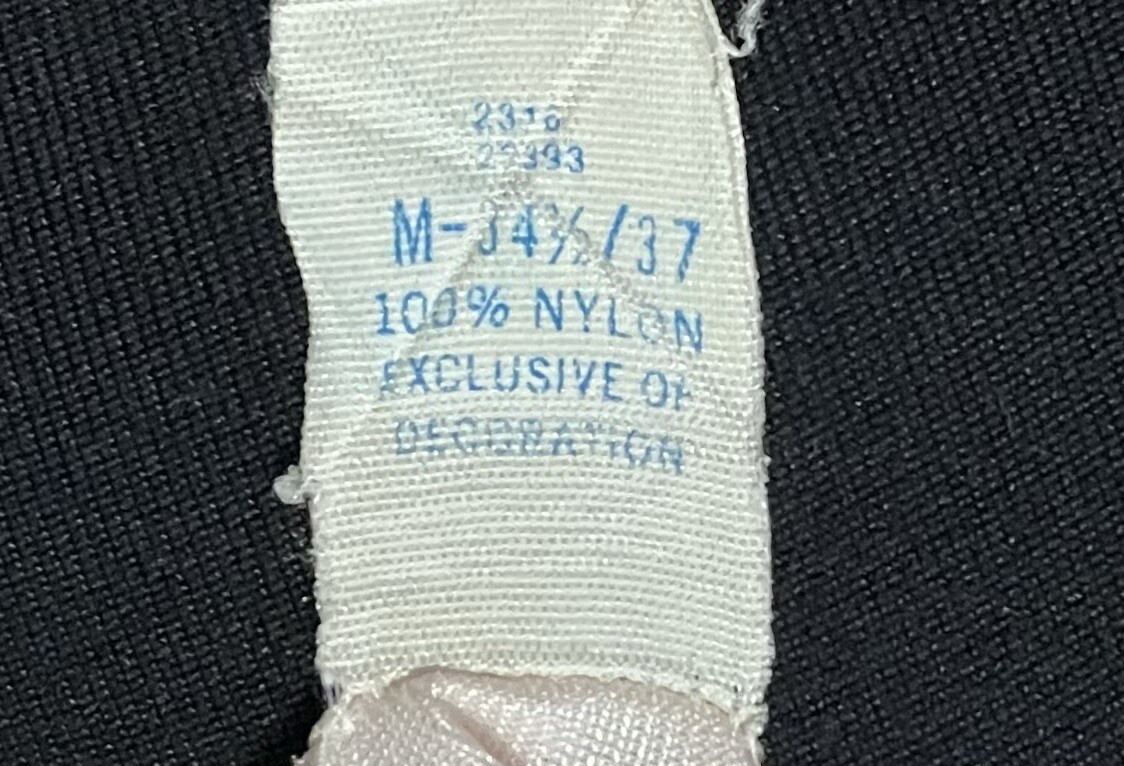 M-34½/37
100% NYLON
EXCLUSIVE OF
DECORATION